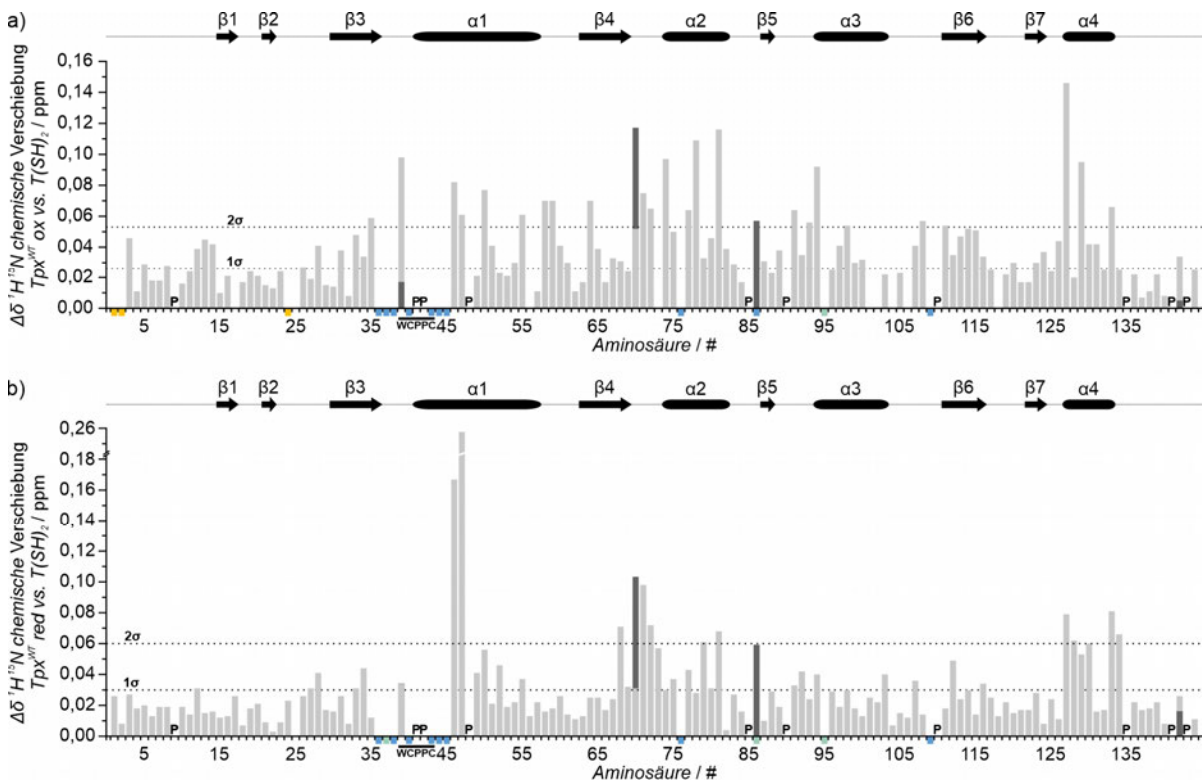 a)
β1 β2 β3 α1 β4 α2 β5 α3 β6 β7 α4
Δδ ¹H¹⁵N chemische Verschiebung
Tpxᵂᵀ ox vs. T(SH)₂ / ppm
0,16
0,14
0,12
0,10
0,08
0,06
0,04
0,02
0,00
2σ
1σ
P PP P P P P P P P
5 15 25 35 WCPPC 45 55 65 75 85 95 105 115 125 135
Aminosäure / #
b)
β1 β2 β3 α1 β4 α2 β5 α3 β6 β7 α4
Δδ ¹H¹⁵N chemische Verschiebung
Tpxᵂᵀ red vs. T(SH)₂ / ppm
0,26
0,18
0,16
0,14
0,12
0,10
0,08
0,06
0,04
0,02
0,00
2σ
1σ
P PP P P P P P P P
5 15 25 35 WCPPC 45 55 65 75 85 95 105 115 125 135
Aminosäure / #